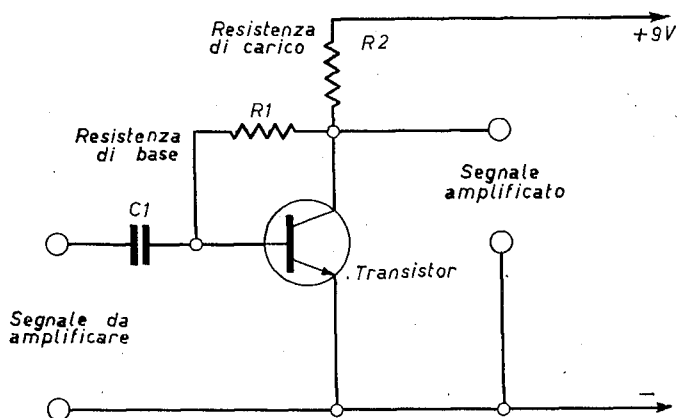 Resistenza
di carico
R2
+9V
R1
Resistenza
di base
Segnale
amplificato
C1
.Transistor
Segnale da
amplificare
−